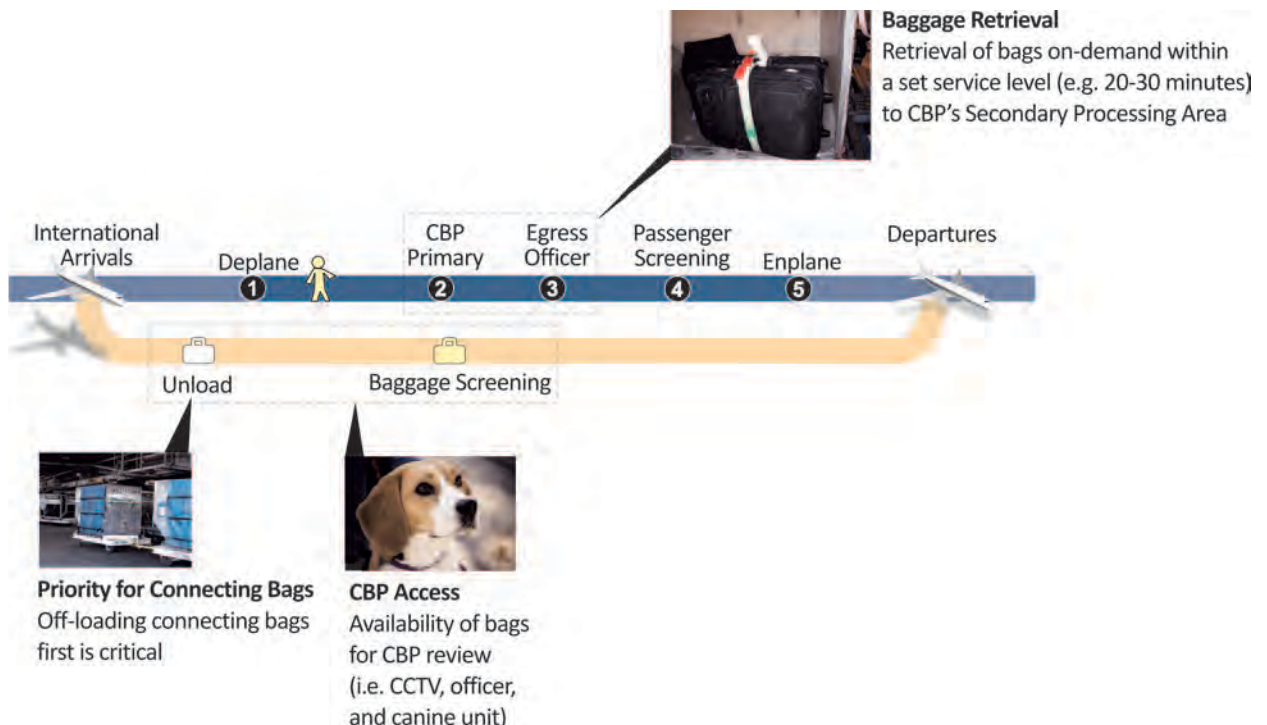 Baggage Retrieval
Retrieval of bags on-demand within
a set service level (e.g. 20-30 minutes)
to CBP's Secondary Processing Area
International
Arrivals
Deplane
CBP
Primary
Egress
Officer
Passenger
Screening
Enplane
Departures
1
2
3
4
5
Unload
Baggage Screening
Priority for Connecting Bags
Off-loading connecting bags
first is critical
CBP Access
Availability of bags
for CBP review
(i.e. CCTV, officer,
and canine unit)